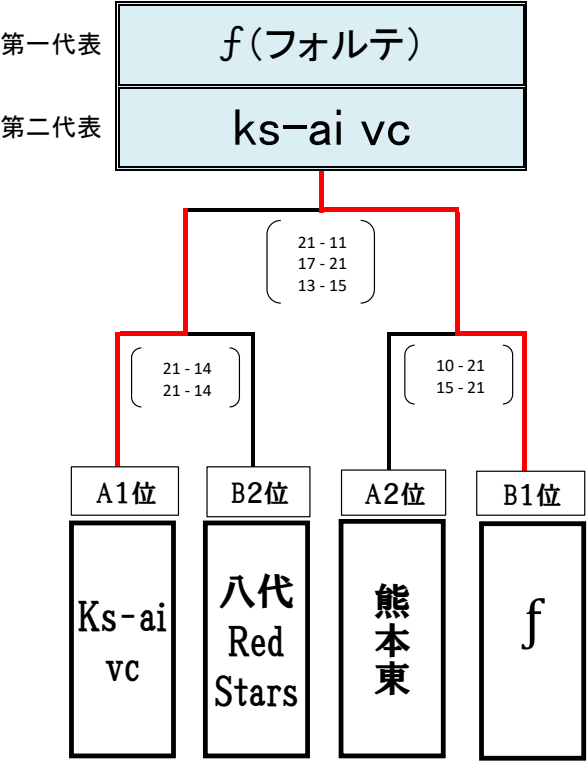 第一代表
ƒ(フォルテ)
第二代表
ks-ai vc
21 - 11
17 - 21
13 - 15
21 - 14
21 - 14
10 - 21
15 - 21
A1位
B2位
A2位
B1位
Ks-ai
vc
八代
Red
Stars
熊本東
ƒ